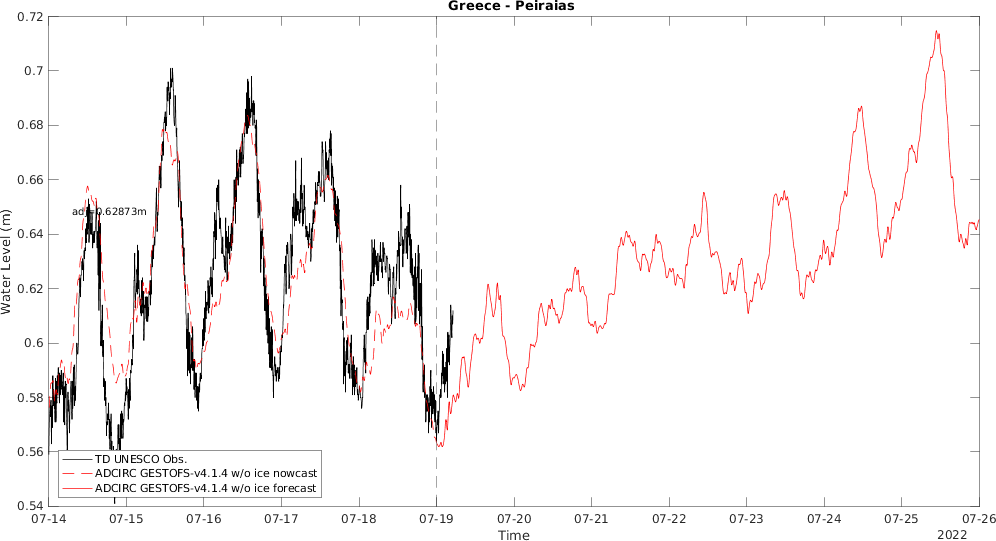 Greece - Peiraias
0.72
0.7
0.68
0.66
0.64
0.62
0.6
0.58
0.56
0.54
Water Level (m)
adj=0.62873m
TD UNESCO Obs.
ADCIRC GESTOFS-v4.1.4 w/o ice nowcast
ADCIRC GESTOFS-v4.1.4 w/o ice forecast
07-14 07-15 07-16 07-17 07-18 07-19 07-20 07-21 07-22 07-23 07-24 07-25 07-26
Time
2022